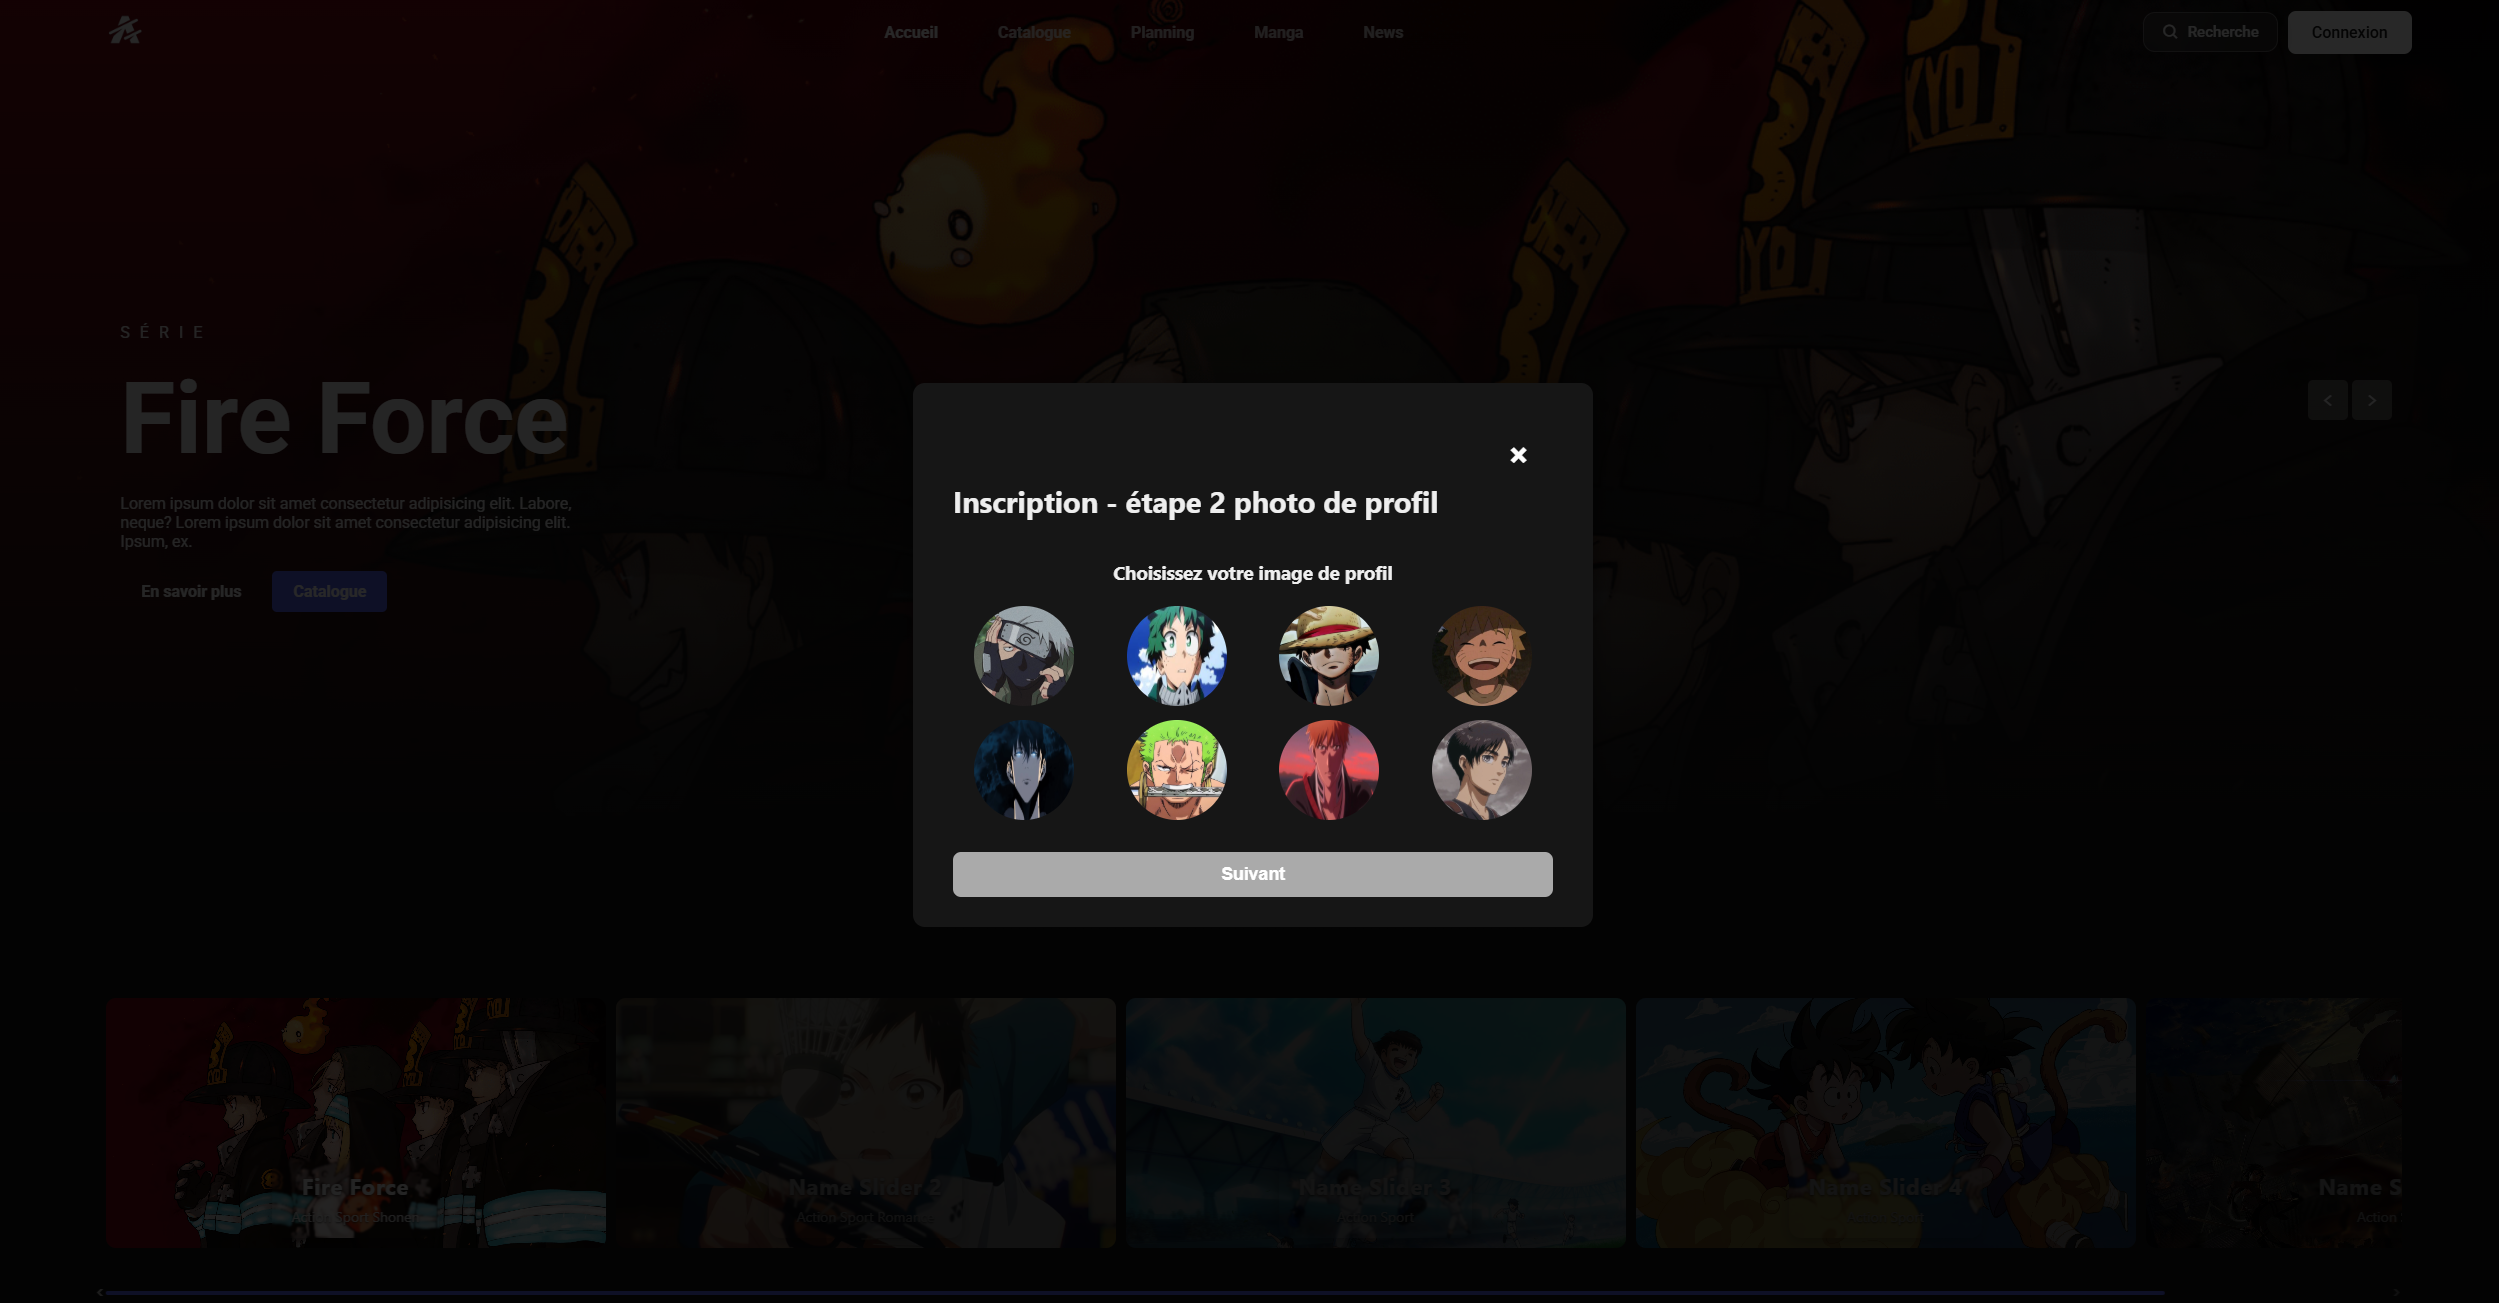 Accueil
Catalogue
Planning
Manga
News
Recherche
Connexion
SÉRIE
Fire Force
Lorem ipsum dolor sit amet consectetur adipisicing elit. Labore,
neque? Lorem ipsum dolor sit amet consectetur adipisicing elit.
Ipsum, ex.
En savoir plus
Catalogue
Inscription - étape 2 photo de profil
Choisissez votre image de profil
Suivant
Fire Force
Action Sport Shonen
Name Slider 2
Action Sport Romance
Name Slider 3
Action Sport
Name Slider 4
Name S
Action